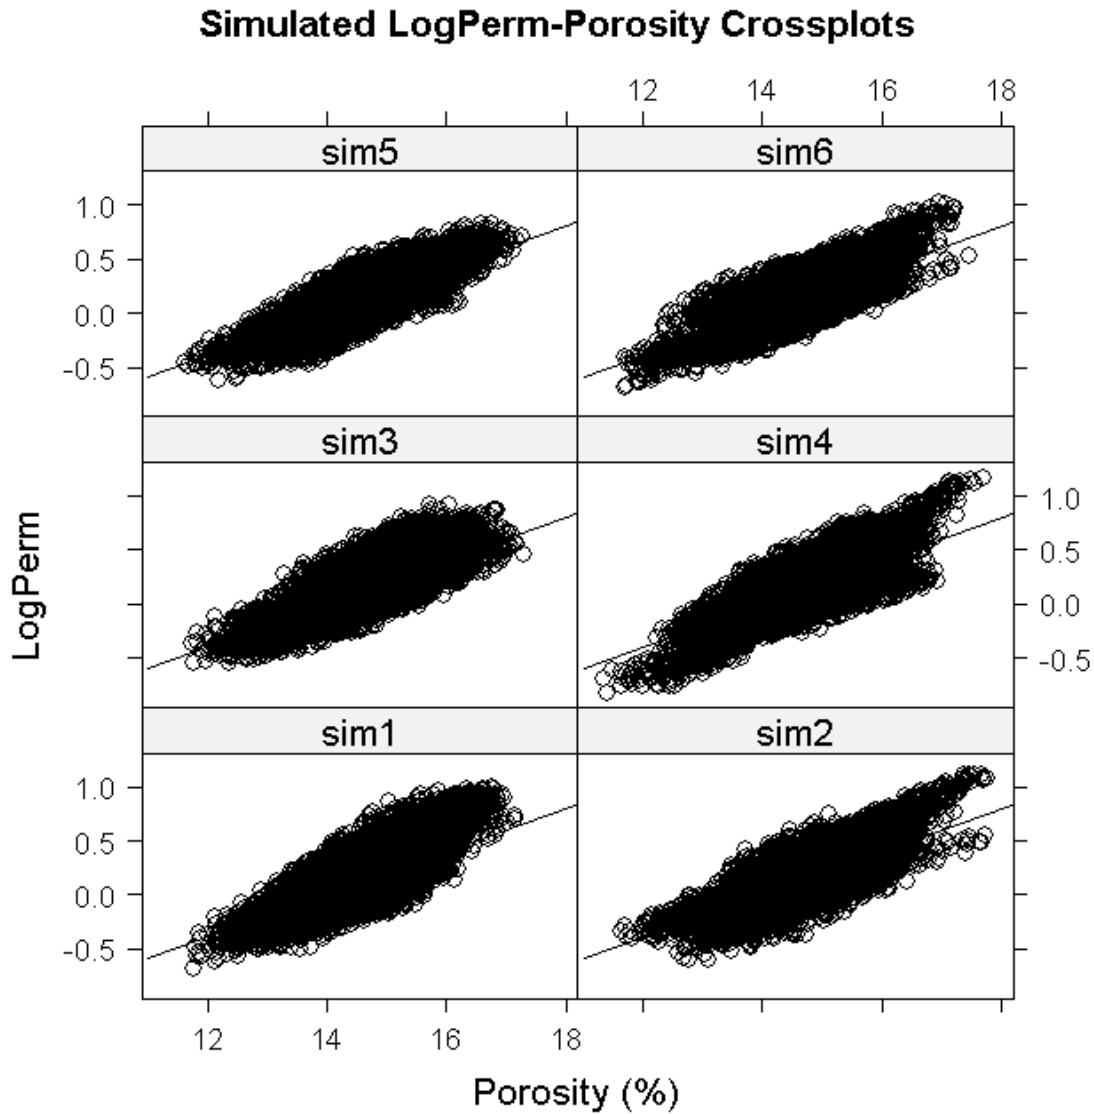 Simulated LogPerm-Porosity Crossplots
12 14 16 18
sim5 sim6
1.0
0.5
0.0
-0.5
sim3 sim4
LogPerm
1.0
0.5
0.0
-0.5
sim1 sim2
1.0
0.5
0.0
-0.5
12 14 16 18
Porosity (%)